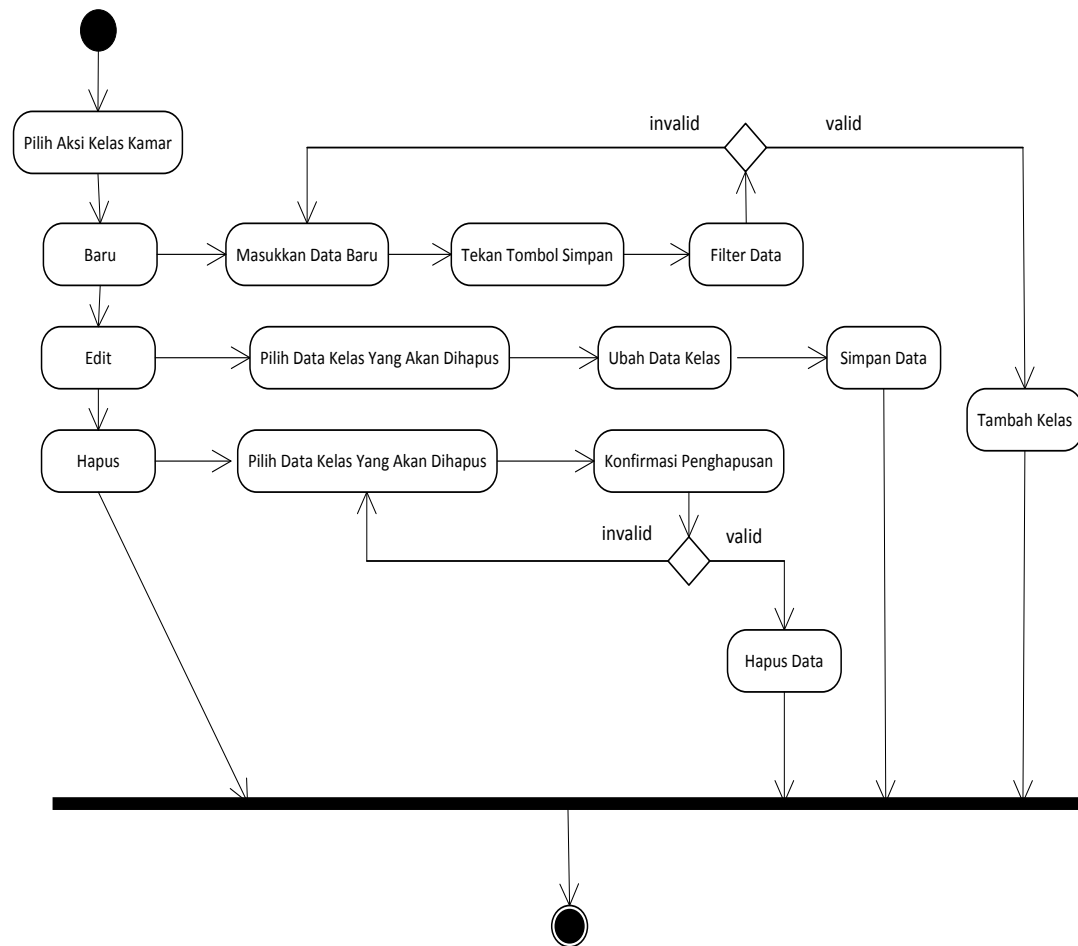 Pilih Aksi Kelas Kamar
invalid
valid
Baru
Masukkan Data Baru
Tekan Tombol Simpan
Filter Data
Edit
Pilih Data Kelas Yang Akan Dihapus
Ubah Data Kelas
Simpan Data
Tambah Kelas
Hapus
Pilih Data Kelas Yang Akan Dihapus
Konfirmasi Penghapusan
invalid
valid
Hapus Data